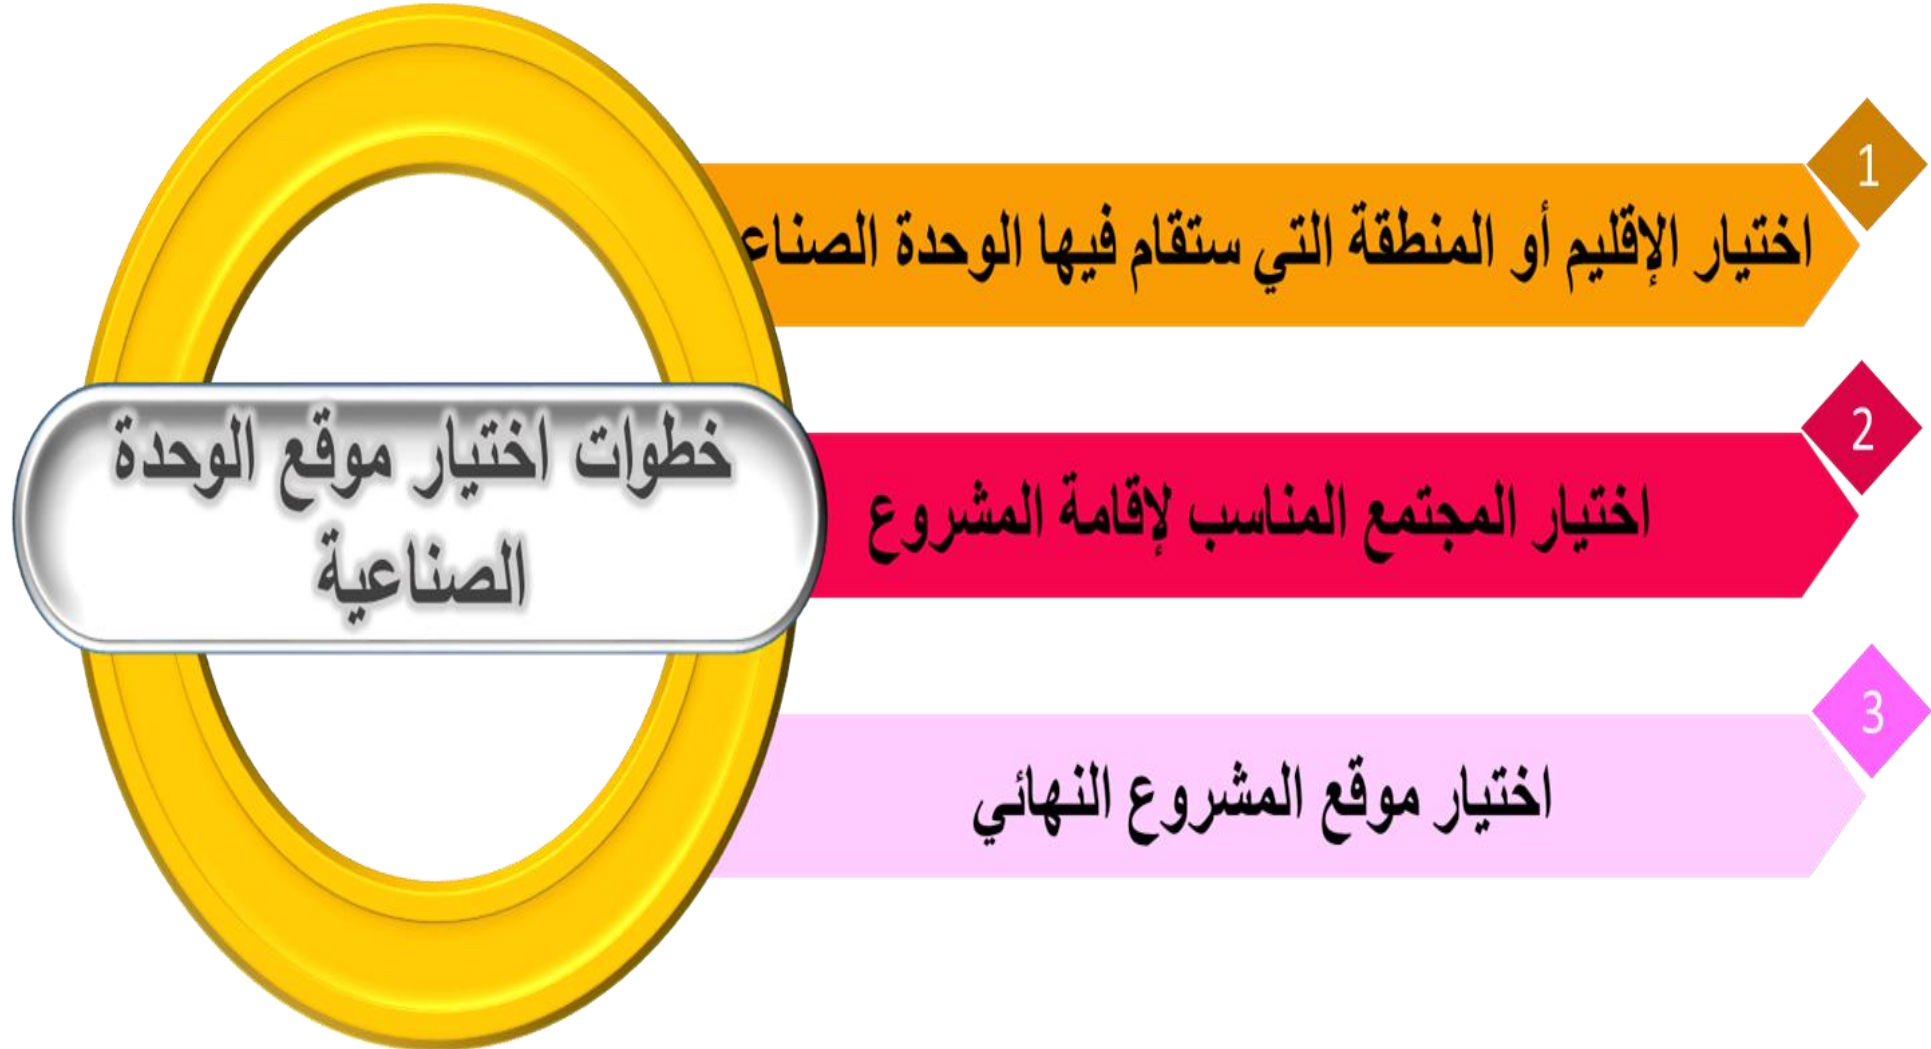 خطوات اختيار موقع الوحدة
الصناعية
1
اختيار الإقليم أو المنطقة التي ستقام فيها الوحدة الصناع
2
اختيار المجتمع المناسب لإقامة المشروع
3
اختيار موقع المشروع النهائي